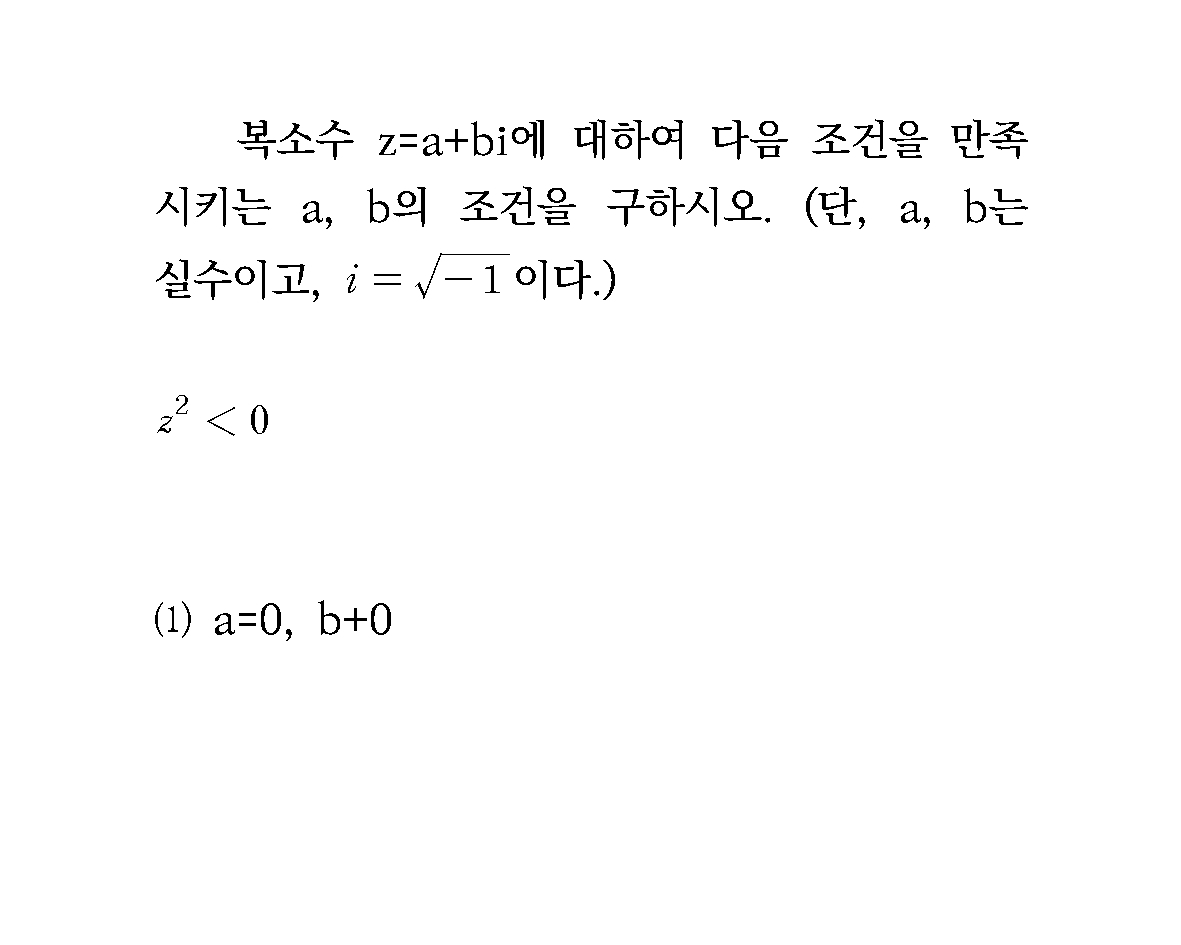 복소수 z=a+bi에 대하여 다음 조건을 만족
시키는 a, b의 조건을 구하시오. (단, a, b는
실수이고, i = √−1 이다.)
z² < 0
(1) a=0, b+0